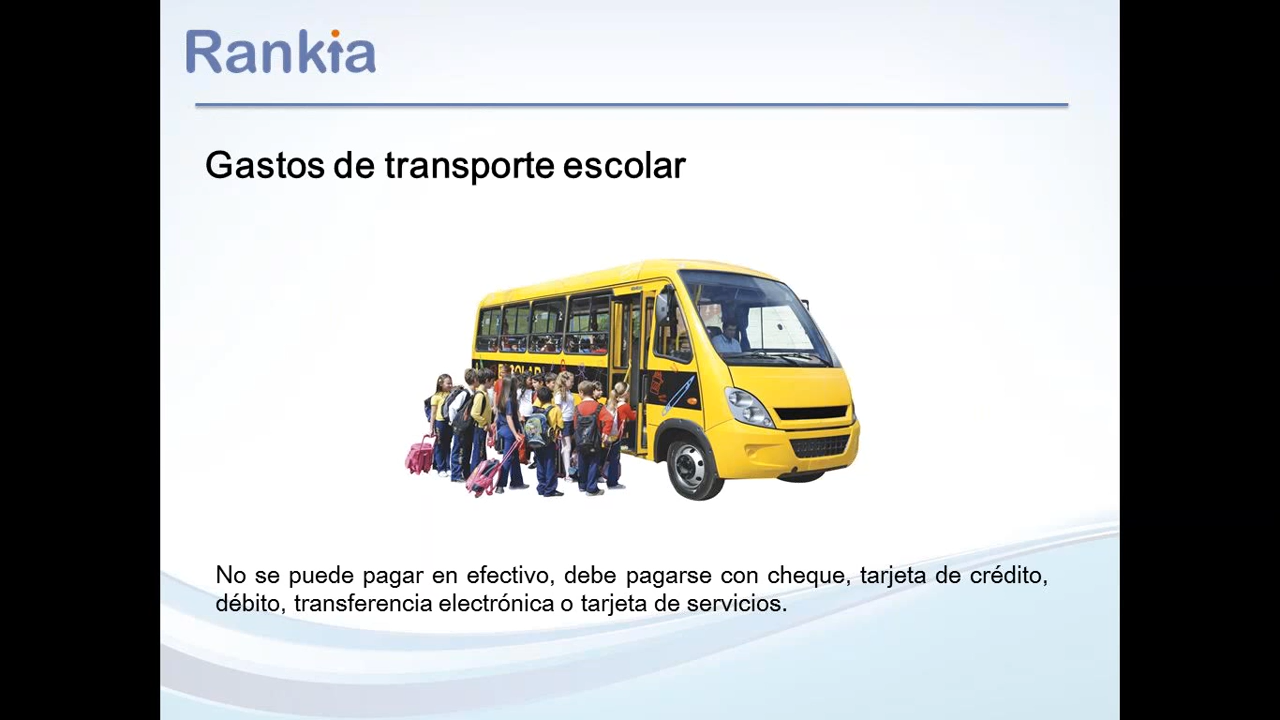 Rankia
Gastos de transporte escolar
No se puede pagar en efectivo, debe pagarse con cheque, tarjeta de crédito,
débito, transferencia electrónica o tarjeta de servicios.